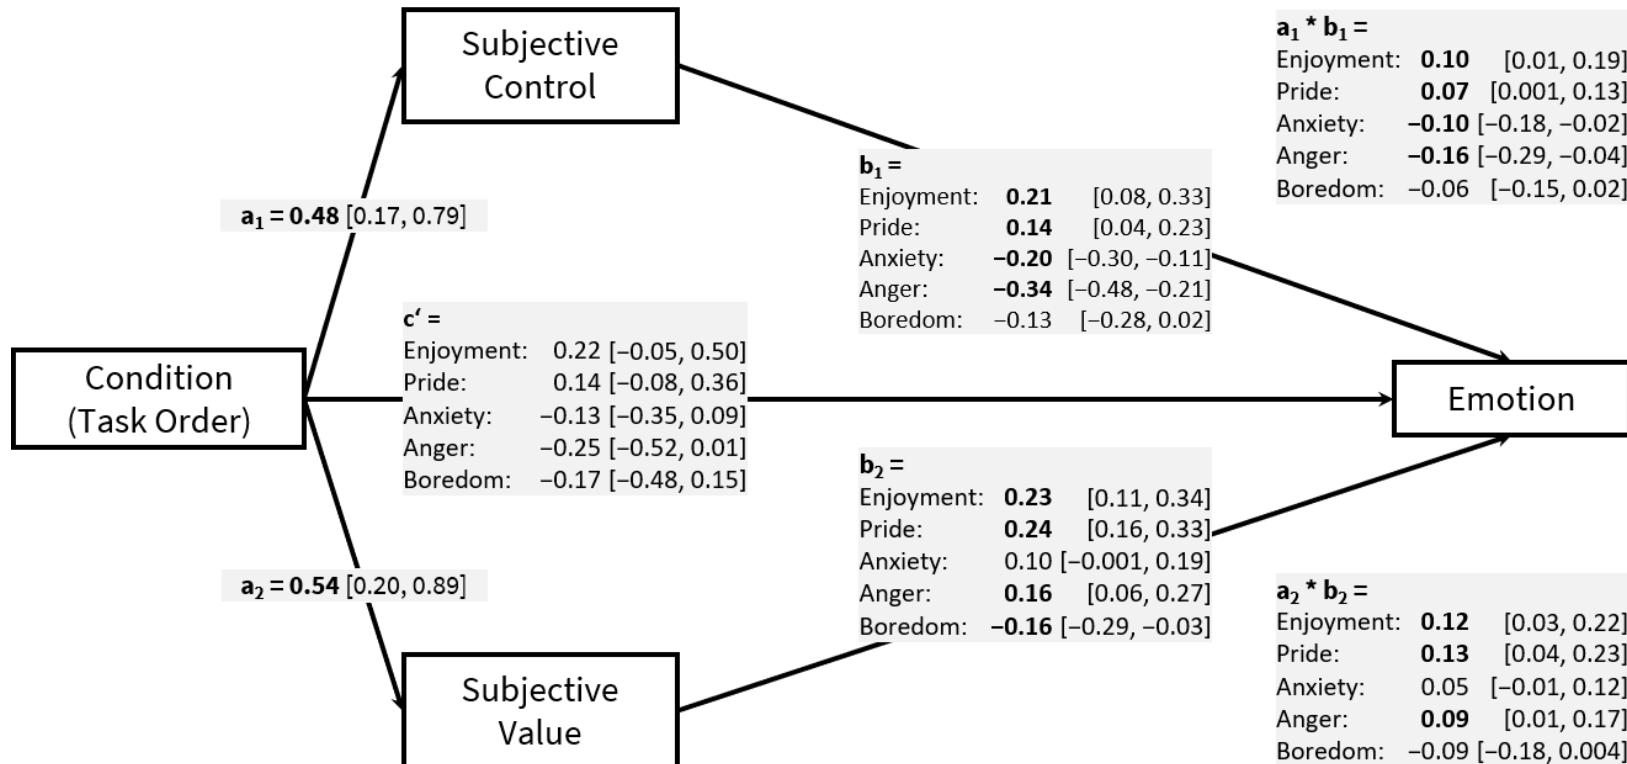 Subjective
Control
a₁ * b₁ =
Enjoyment: 0.10 [0.01, 0.19]
Pride: 0.07 [0.001, 0.13]
Anxiety: −0.10 [−0.18, −0.02]
Anger: −0.16 [−0.29, −0.04]
Boredom: −0.06 [−0.15, 0.02]
b₁ =
Enjoyment: 0.21 [0.08, 0.33]
Pride: 0.14 [0.04, 0.23]
Anxiety: −0.20 [−0.30, −0.11]
Anger: −0.34 [−0.48, −0.21]
Boredom: −0.13 [−0.28, 0.02]
a₁ = 0.48 [0.17, 0.79]
c‘ =
Enjoyment: 0.22 [−0.05, 0.50]
Pride: 0.14 [−0.08, 0.36]
Anxiety: −0.13 [−0.35, 0.09]
Anger: −0.25 [−0.52, 0.01]
Boredom: −0.17 [−0.48, 0.15]
Condition
(Task Order)
Emotion
b₂ =
Enjoyment: 0.23 [0.11, 0.34]
Pride: 0.24 [0.16, 0.33]
Anxiety: 0.10 [−0.001, 0.19]
Anger: 0.16 [0.06, 0.27]
Boredom: −0.16 [−0.29, −0.03]
a₂ = 0.54 [0.20, 0.89]
a₂ * b₂ =
Enjoyment: 0.12 [0.03, 0.22]
Pride: 0.13 [0.04, 0.23]
Anxiety: 0.05 [−0.01, 0.12]
Anger: 0.09 [0.01, 0.17]
Boredom: −0.09 [−0.18, 0.004]
Subjective
Value